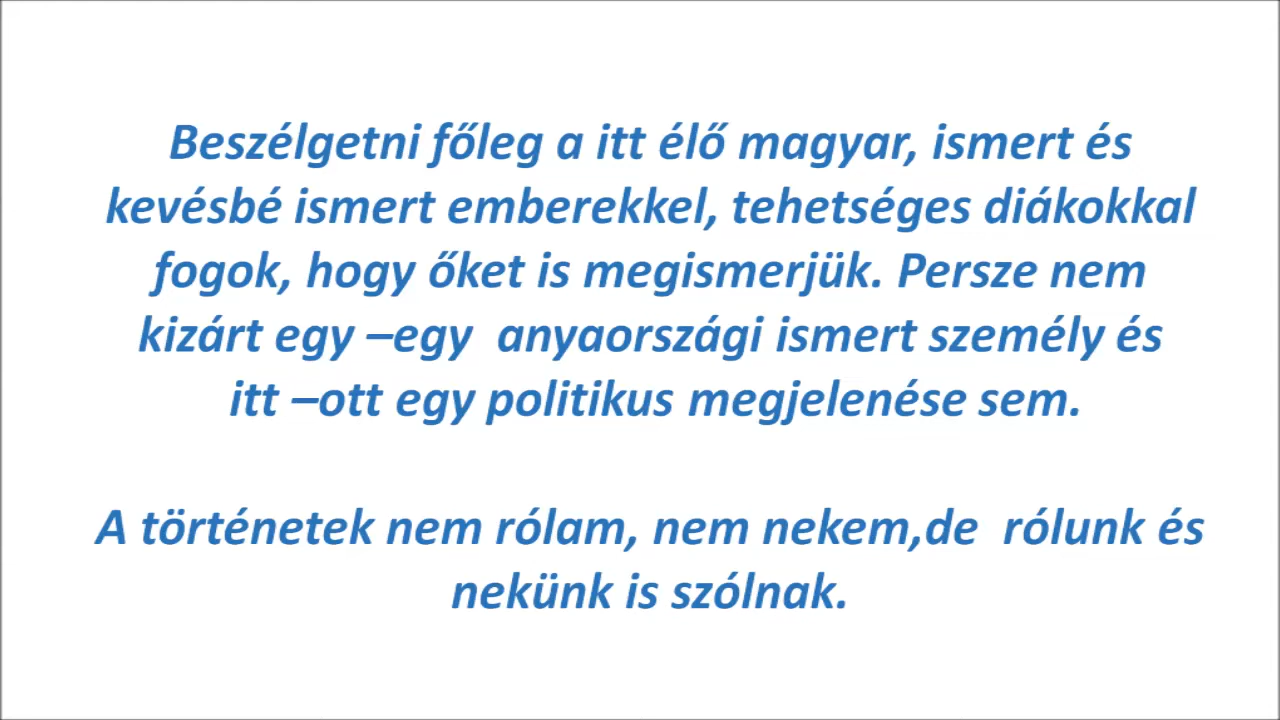 Beszélgetni főleg a itt élő magyar, ismert és
kevésbé ismert emberekkel, tehetséges diákokkal
fogok, hogy őket is megismerjük. Persze nem
kizárt egy –egy  anyaországi ismert személy és
itt –ott egy politikus megjelenése sem.
A történetek nem rólam, nem nekem,de  rólunk és
nekünk is szólnak.